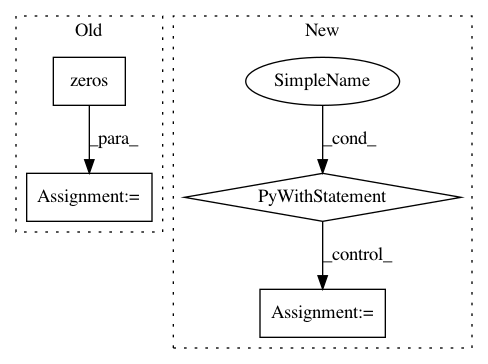 Old
New
zeros
SimpleName
_para_
_cond_
Assignment:=
PyWithStatement
_control_
Assignment:=